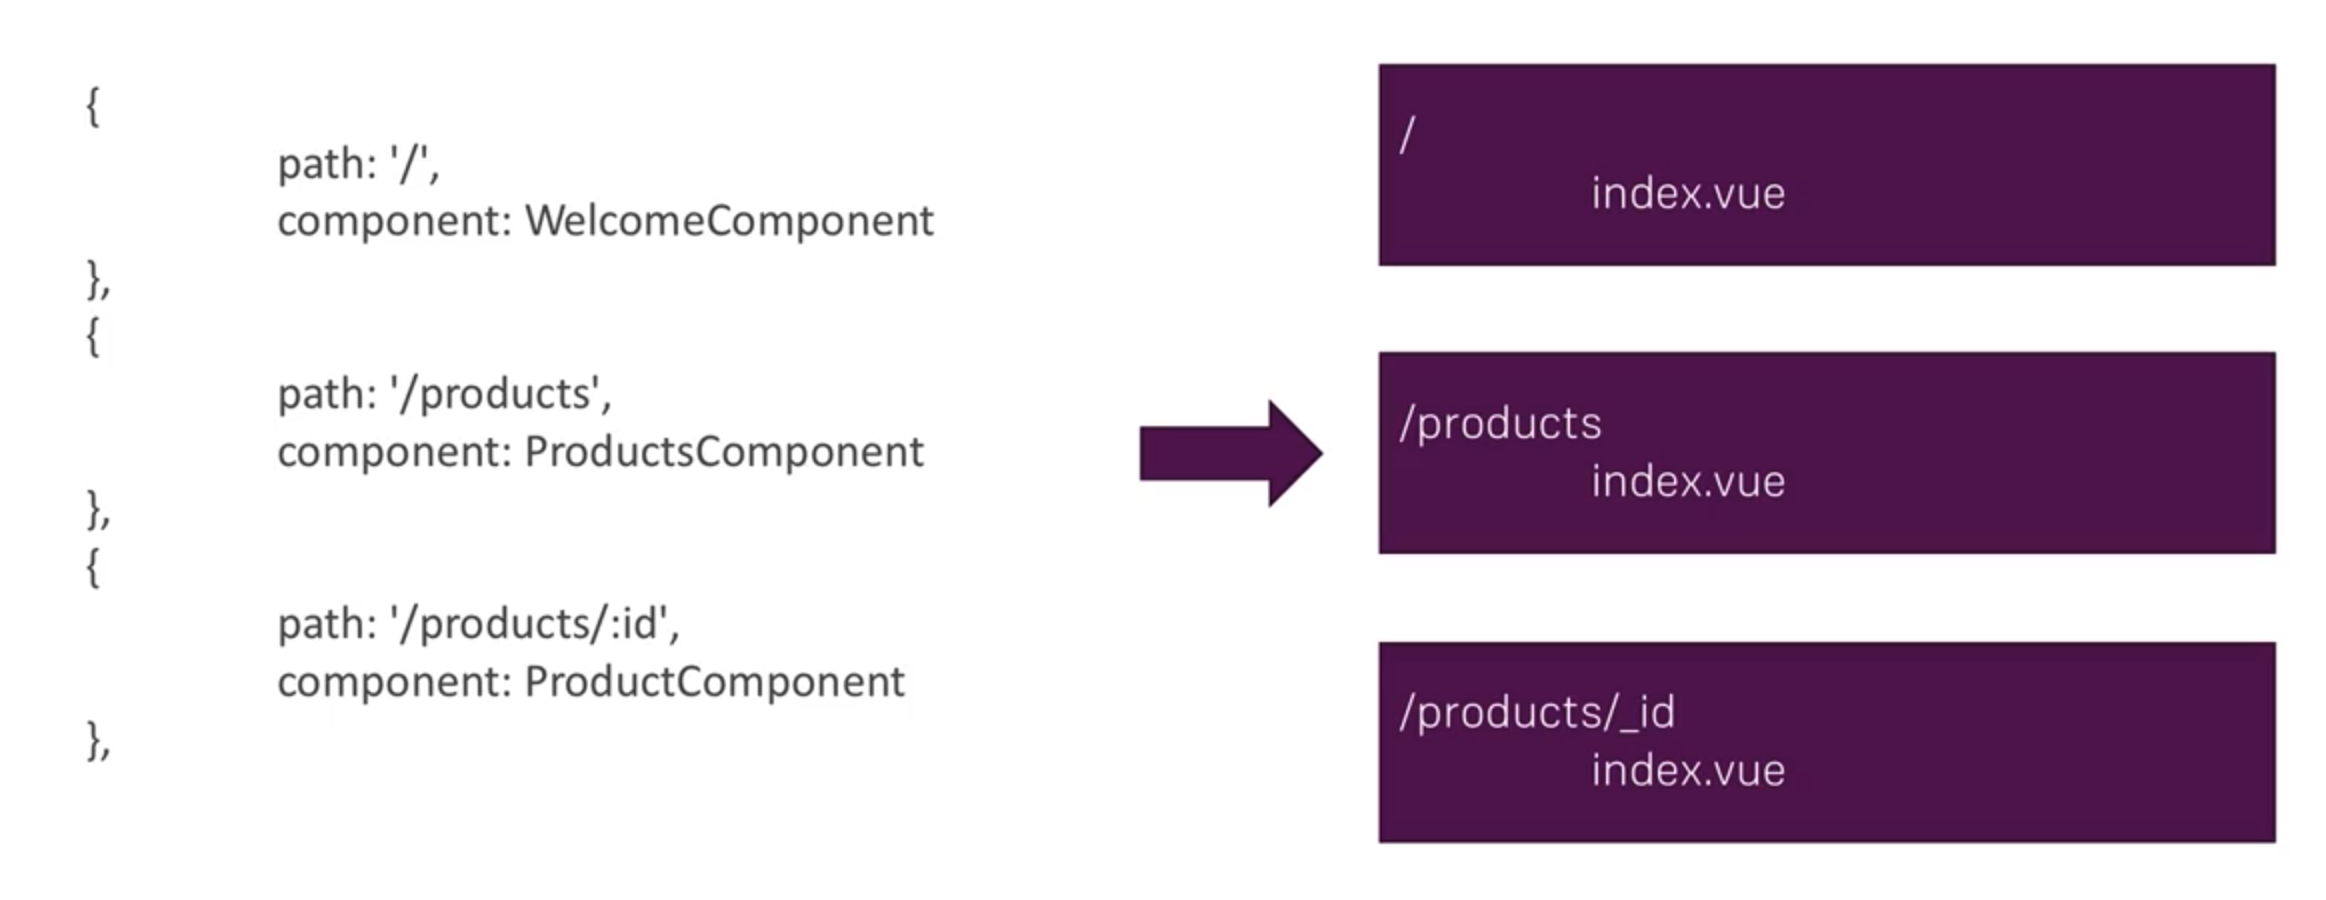 {
path: '/',
component: WelcomeComponent
},
{
path: '/products',
component: ProductsComponent
},
{
path: '/products/:id',
component: ProductComponent
},
/
index.vue
/products
index.vue
/products/_id
index.vue